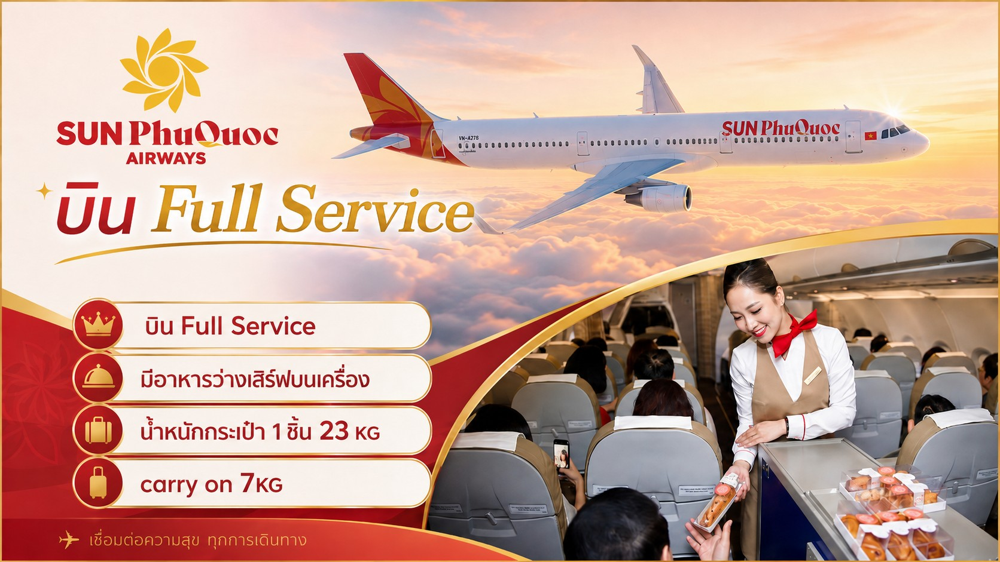 SUN PhuQuoc
AIRWAYS
บิน Full Service
VN-A278
SUN PhuQuoc
บิน Full Service
มีอาหารว่างเสิร์ฟบนเครื่อง
น้ำหนักกระเป๋า 1 ชิ้น 23 KG
carry on 7KG
เชื่อมต่อความสุข ทุกการเดินทาง